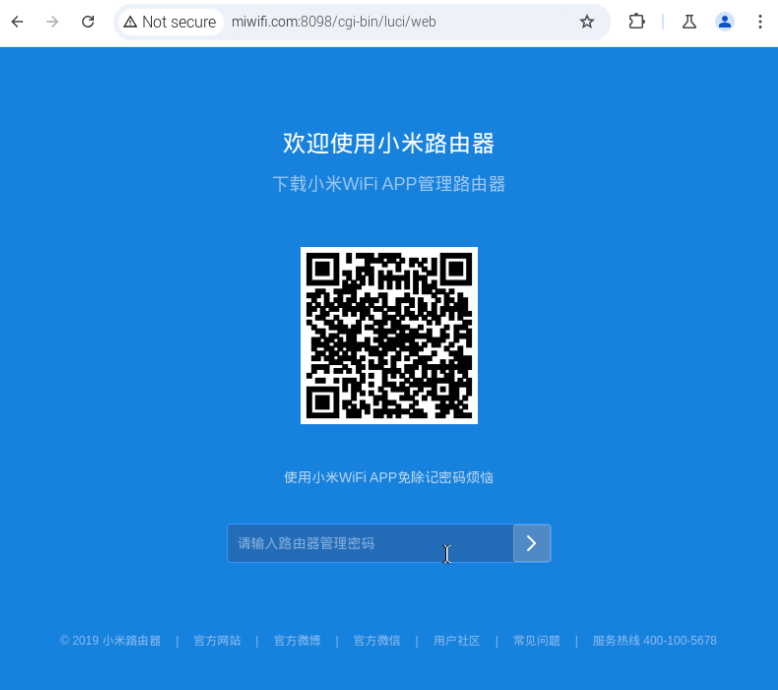 Not secure miwifi.com:8098/cgi-bin/luci/web
欢迎使用小米路由器
下载小米WiFi APP管理路由器
使用小米WiFi APP免除记密码烦恼
请输入路由器管理密码
© 2019 小米路由器 | 官方网站 | 官方微博 | 官方微信 | 用户社区 | 常见问题 | 服务热线 400-100-5678